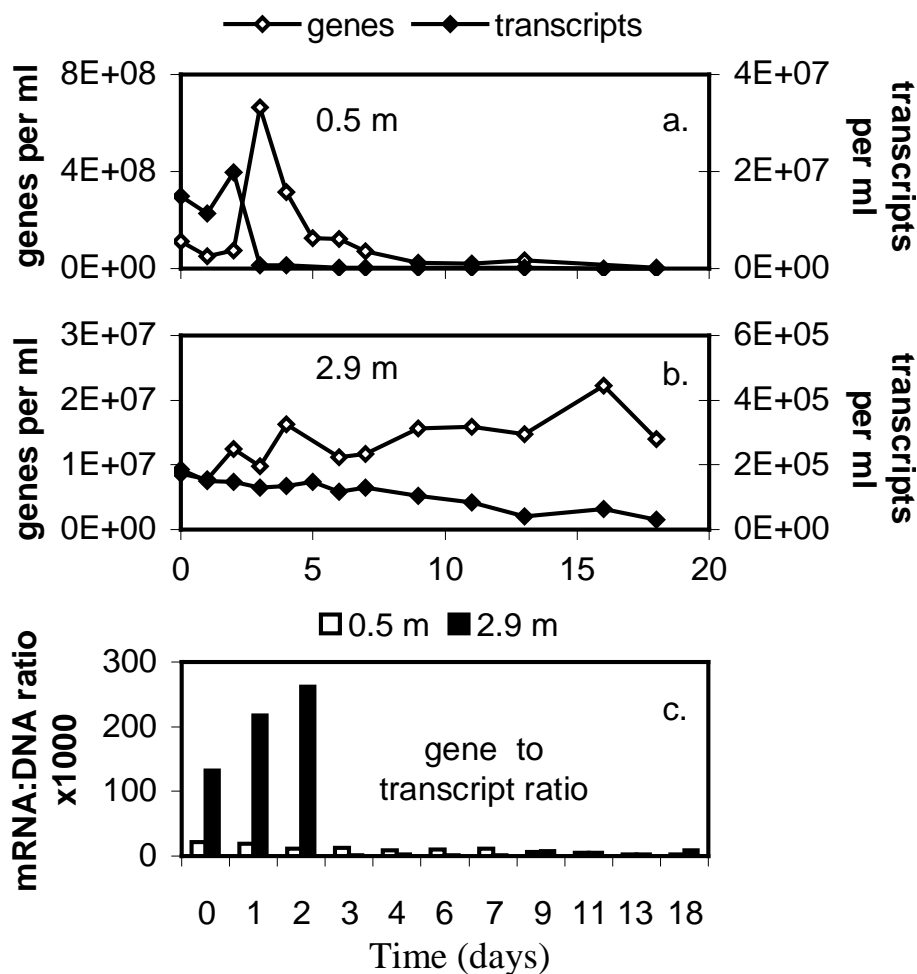 genes transcripts
genes per ml
8E+08
4E+08
0E+00
0.5 m
a.
4E+07
2E+07
0E+00
transcripts
per ml
genes per ml
3E+07
2E+07
1E+07
0E+00
2.9 m
b.
6E+05
4E+05
2E+05
0E+00
transcripts
per ml
0 5 10 15 20
0.5 m 2.9 m
mRNA:DNA ratio
x1000
300
200
100
0
c.
gene to
transcript ratio
0 1 2 3 4 6 7 9 11 13 18
Time (days)